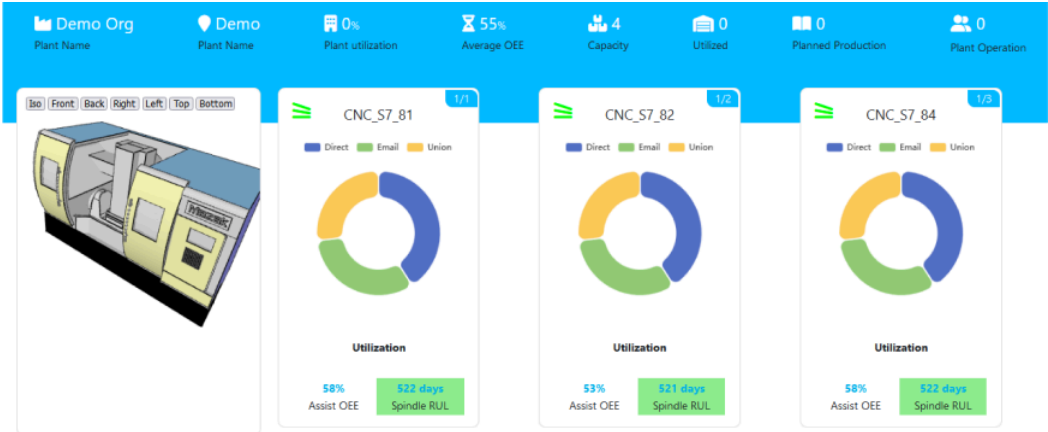 Demo Org
Plant Name
Demo
Plant Name
0%
Plant utilization
55%
Average OEE
4
Capacity
0
Utilized
0
Planned Production
0
Plant Operation
Iso Front Back Right Left Top Bottom
1/1
CNC_S7_81
Direct Email Union
Utilization
58%
Assist OEE
522 days
Spindle RUL
1/2
CNC_S7_82
Direct Email Union
Utilization
53%
Assist OEE
521 days
Spindle RUL
1/3
CNC_S7_84
Direct Email Union
Utilization
58%
Assist OEE
522 days
Spindle RUL